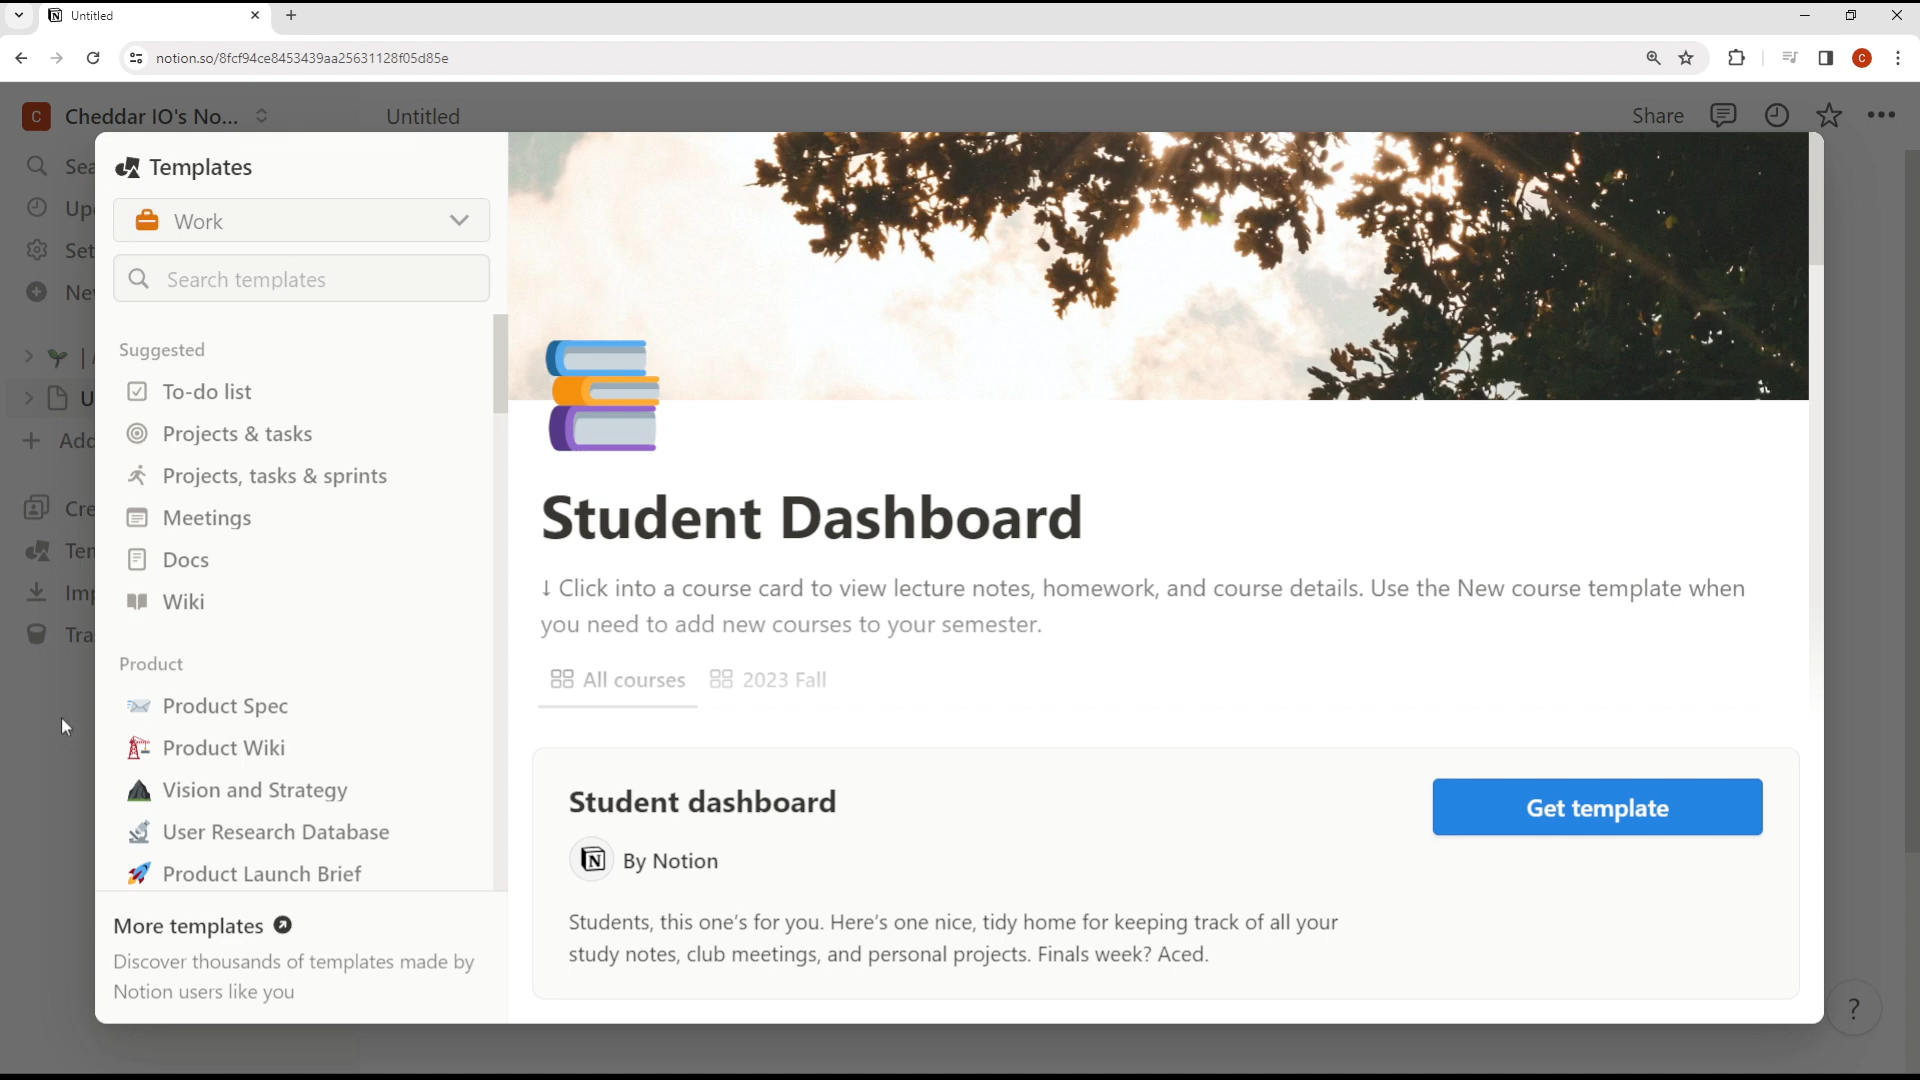 Untitled
notion.so/8fcf94ce8453439aa25631128f05d85e
C
C
Cheddar IO's No...
Untitled
Share
Templates
Work
Search templates
Suggested
To-do list
Projects & tasks
Projects, tasks & sprints
Meetings
Docs
Wiki
Product
Product Spec
Product Wiki
Vision and Strategy
User Research Database
Product Launch Brief
More templates
Discover thousands of templates made by
Notion users like you
Student Dashboard
↓ Click into a course card to view lecture notes, homework, and course details. Use the New course template when
you need to add new courses to your semester.
All courses
2023 Fall
Student dashboard
Get template
By Notion
Students, this one's for you. Here's one nice, tidy home for keeping track of all your
study notes, club meetings, and personal projects. Finals week? Aced.
?